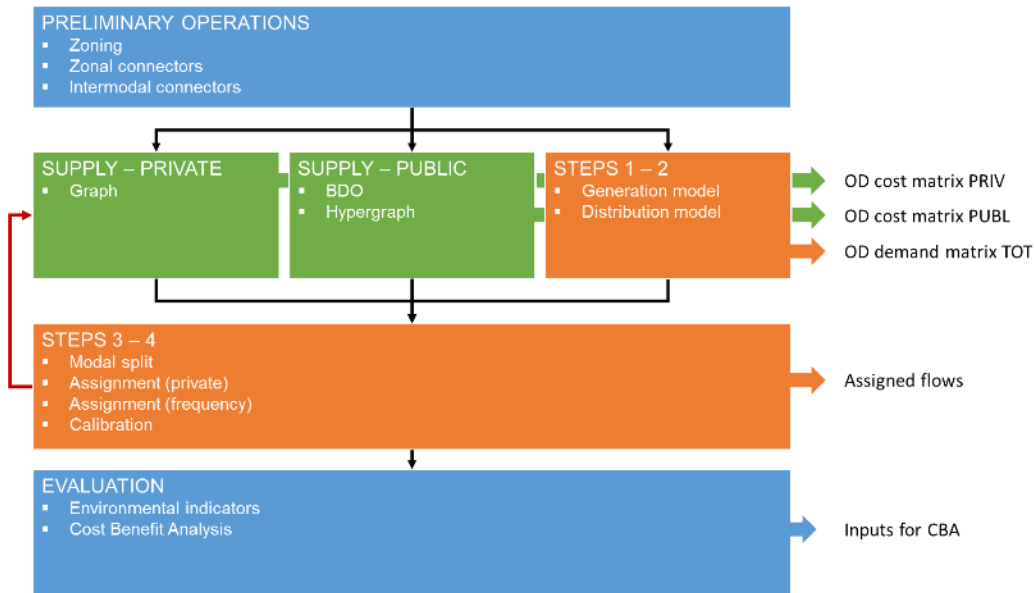 PRELIMINARY OPERATIONS
▪ Zoning
▪ Zonal connectors
▪ Intermodal connectors
SUPPLY – PRIVATE
▪ Graph
SUPPLY – PUBLIC
▪ BDO
▪ Hypergraph
STEPS 1 – 2
▪ Generation model
▪ Distribution model
OD cost matrix PRIV
OD cost matrix PUBL
OD demand matrix TOT
STEPS 3 – 4
▪ Modal split
▪ Assignment (private)
▪ Assignment (frequency)
▪ Calibration
Assigned flows
EVALUATION
▪ Environmental indicators
▪ Cost Benefit Analysis
Inputs for CBA